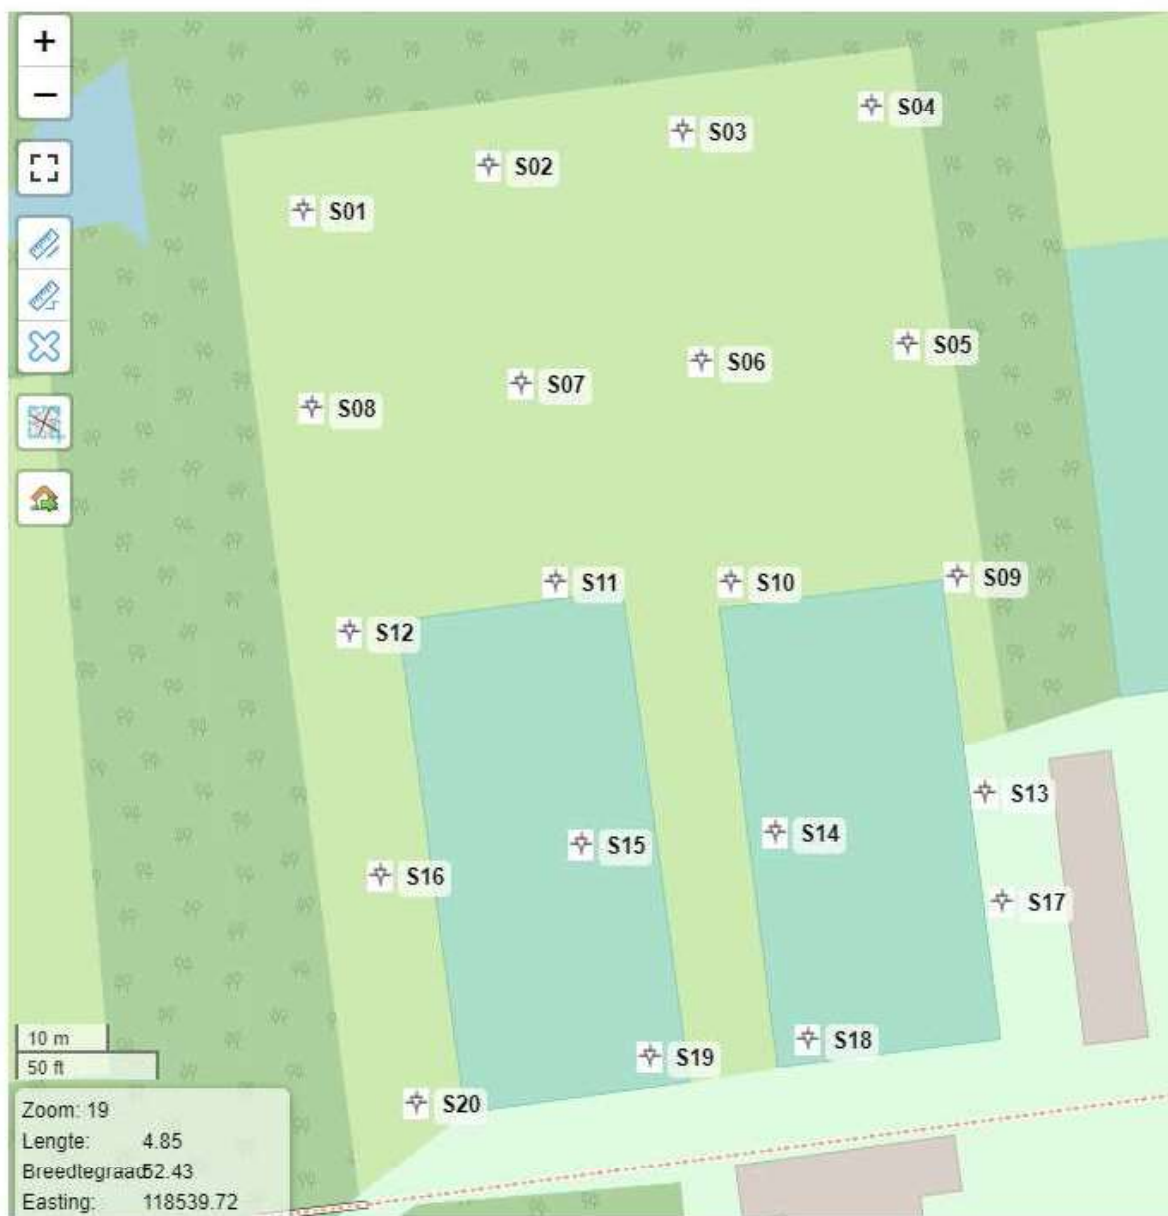 +
−
S04
S03
S02
S01
S05
S06
S07
S08
S09
S10
S11
S12
S13
S14
S15
S16
S17
S18
S19
S20
10 m
50 ft
Zoom: 19
Lengte: 4.85
Breedtegraad: 52.43
Easting: 118539.72